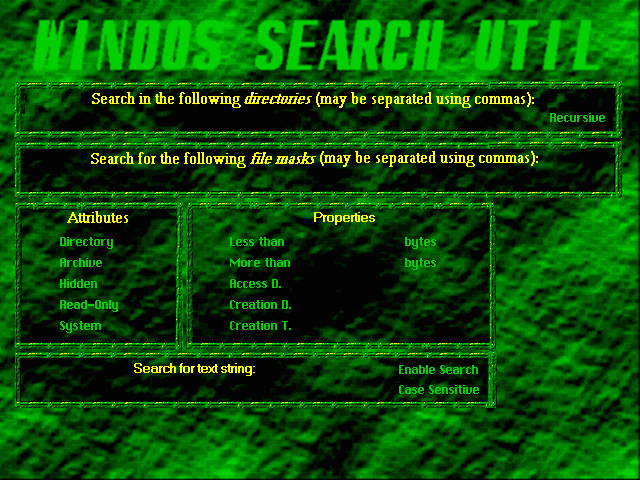 WINDOS SEARCH UTIL
Search in the following directories (may be separated using commas):
Recursive
Search for the following file masks (may be separated using commas):
Attributes
Directory
Archive
Hidden
Read-Only
System
Properties
Less than bytes
More than bytes
Access D.
Creation D.
Creation T.
Search for text string:
Enable Search
Case Sensitive